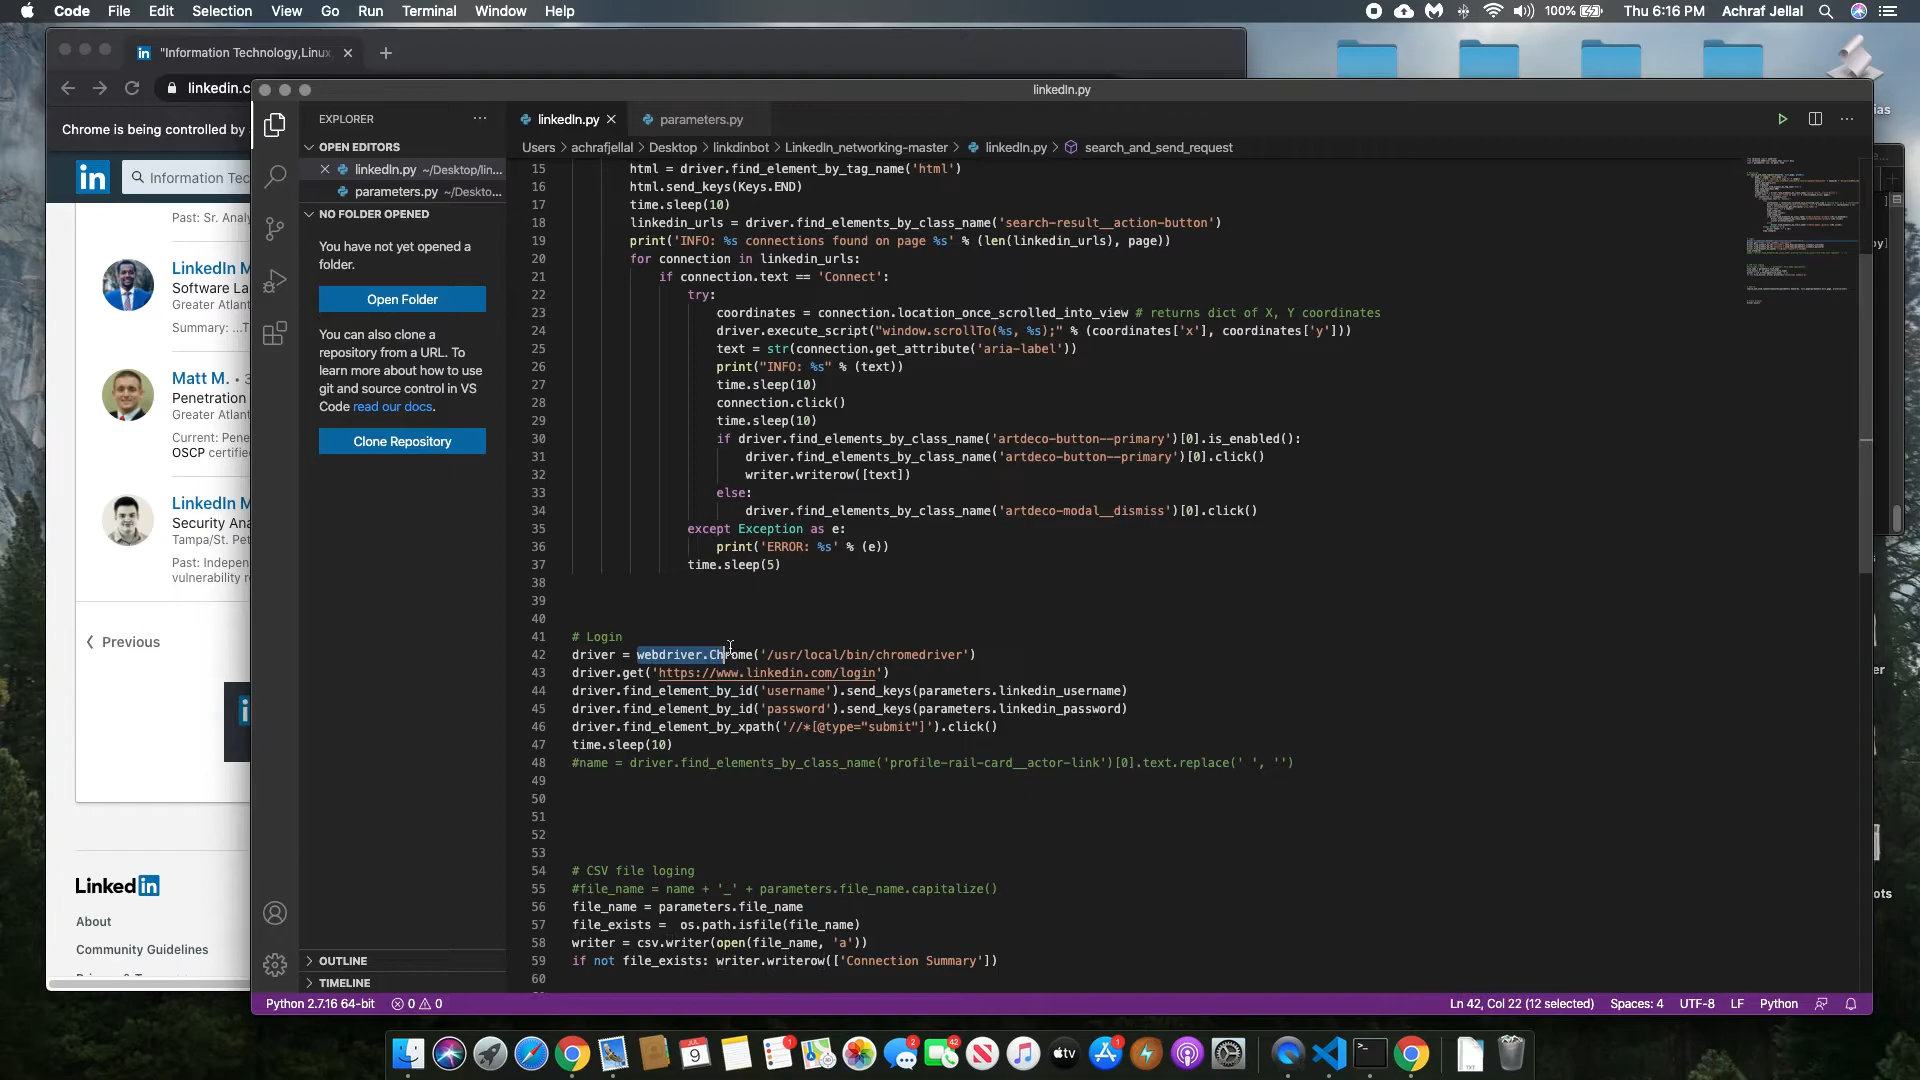 Code File Edit Selection View Go Run Terminal Window Help
100% Thu 6:16 PM Achraf Jellal
"Information Technology,Linux
linkedin.c
Chrome is being controlled by
in Information Tec
Past: Sr. Analy
LinkedIn M
Software La
Greater Atlant
Summary: ...T
Matt M. • 3
Penetration
Greater Atlant
Current: Pene
OSCP certified
LinkedIn M
Security Ana
Tampa/St. Pet
Past: Indepen
vulnerability r
Previous
in
Linked in
About
Community Guidelines
linkedIn.py
EXPLORER
OPEN EDITORS
linkedIn.py ~/Desktop/lin...
parameters.py ~/Deskto...
NO FOLDER OPENED
You have not yet opened a
folder.
Open Folder
You can also clone a
repository from a URL. To
learn more about how to use
git and source control in VS
Code read our docs.
Clone Repository
OUTLINE
TIMELINE
linkedIn.py parameters.py
Users > achrafjellal > Desktop > linkdinbot > LinkedIn_networking-master > linkedIn.py > search_and_send_request
15 html = driver.find_element_by_tag_name('html')
16 html.send_keys(Keys.END)
17 time.sleep(10)
18 linkedin_urls = driver.find_elements_by_class_name('search-result__action-button')
19 print('INFO: %s connections found on page %s' % (len(linkedin_urls), page))
20 for connection in linkedin_urls:
21 if connection.text == 'Connect':
22 try:
23 coordinates = connection.location_once_scrolled_into_view # returns dict of X, Y coordinates
24 driver.execute_script("window.scrollTo(%s, %s);" % (coordinates['x'], coordinates['y']))
25 text = str(connection.get_attribute('aria-label'))
26 print("INFO: %s" % (text))
27 time.sleep(10)
28 connection.click()
29 time.sleep(10)
30 if driver.find_elements_by_class_name('artdeco-button--primary')[0].is_enabled():
31 driver.find_elements_by_class_name('artdeco-button--primary')[0].click()
32 writer.writerow([text])
33 else:
34 driver.find_elements_by_class_name('artdeco-modal__dismiss')[0].click()
35 except Exception as e:
36 print('ERROR: %s' % (e))
37 time.sleep(5)
38
39
40
41 # Login
42 driver = webdriver.Chrome('/usr/local/bin/chromedriver')
43 driver.get('https://www.linkedin.com/login')
44 driver.find_element_by_id('username').send_keys(parameters.linkedin_username)
45 driver.find_element_by_id('password').send_keys(parameters.linkedin_password)
46 driver.find_element_by_xpath('//*[@type="submit"]').click()
47 time.sleep(10)
48 #name = driver.find_elements_by_class_name('profile-rail-card__actor-link')[0].text.replace(' ', '')
49
50
51
52
53
54 # CSV file loging
55 #file_name = name + '_' + parameters.file_name.capitalize()
56 file_name = parameters.file_name
57 file_exists = os.path.isfile(file_name)
58 writer = csv.writer(open(file_name, 'a'))
59 if not file_exists: writer.writerow(['Connection Summary'])
60
Python 2.7.16 64-bit 0 0 Ln 42, Col 22 (12 selected) Spaces: 4 UTF-8 LF Python
ias
py]
er
ots
JUL
9
1
2
42
tv
1
TXT